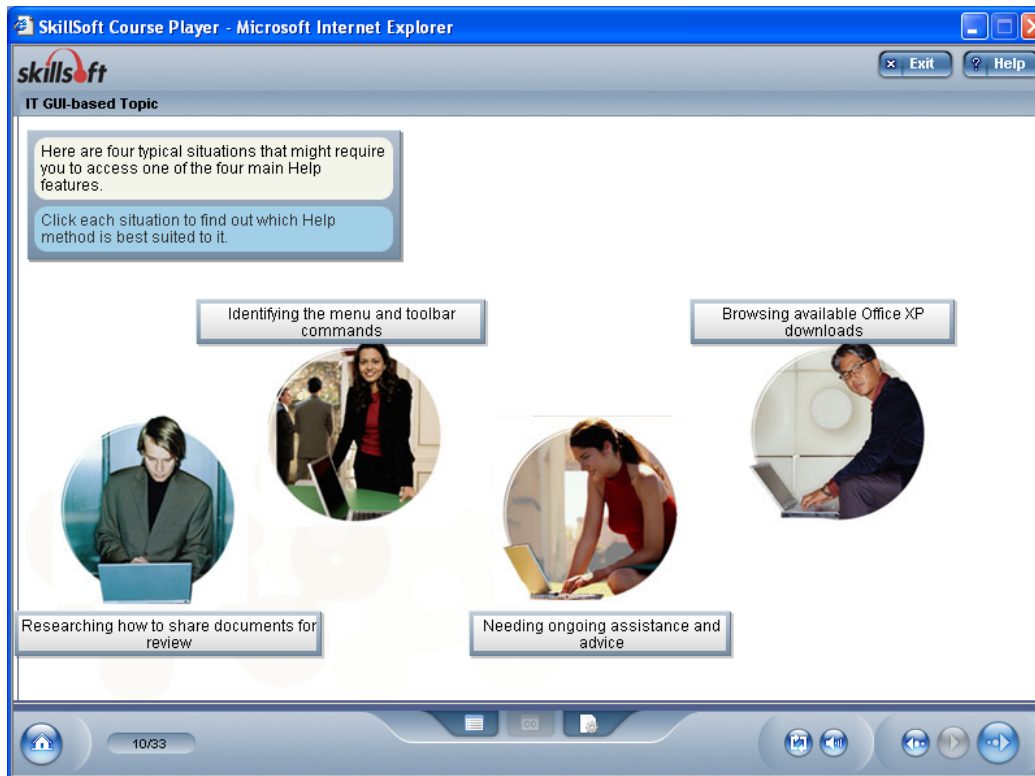 SkillSoft Course Player - Microsoft Internet Explorer
skillsoft
Exit
Help
IT GUI-based Topic
Here are four typical situations that might require
you to access one of the four main Help
features.
Click each situation to find out which Help
method is best suited to it.
Identifying the menu and toolbar
commands
Browsing available Office XP
downloads
Researching how to share documents for
review
Needing ongoing assistance and
advice
CC
10/33